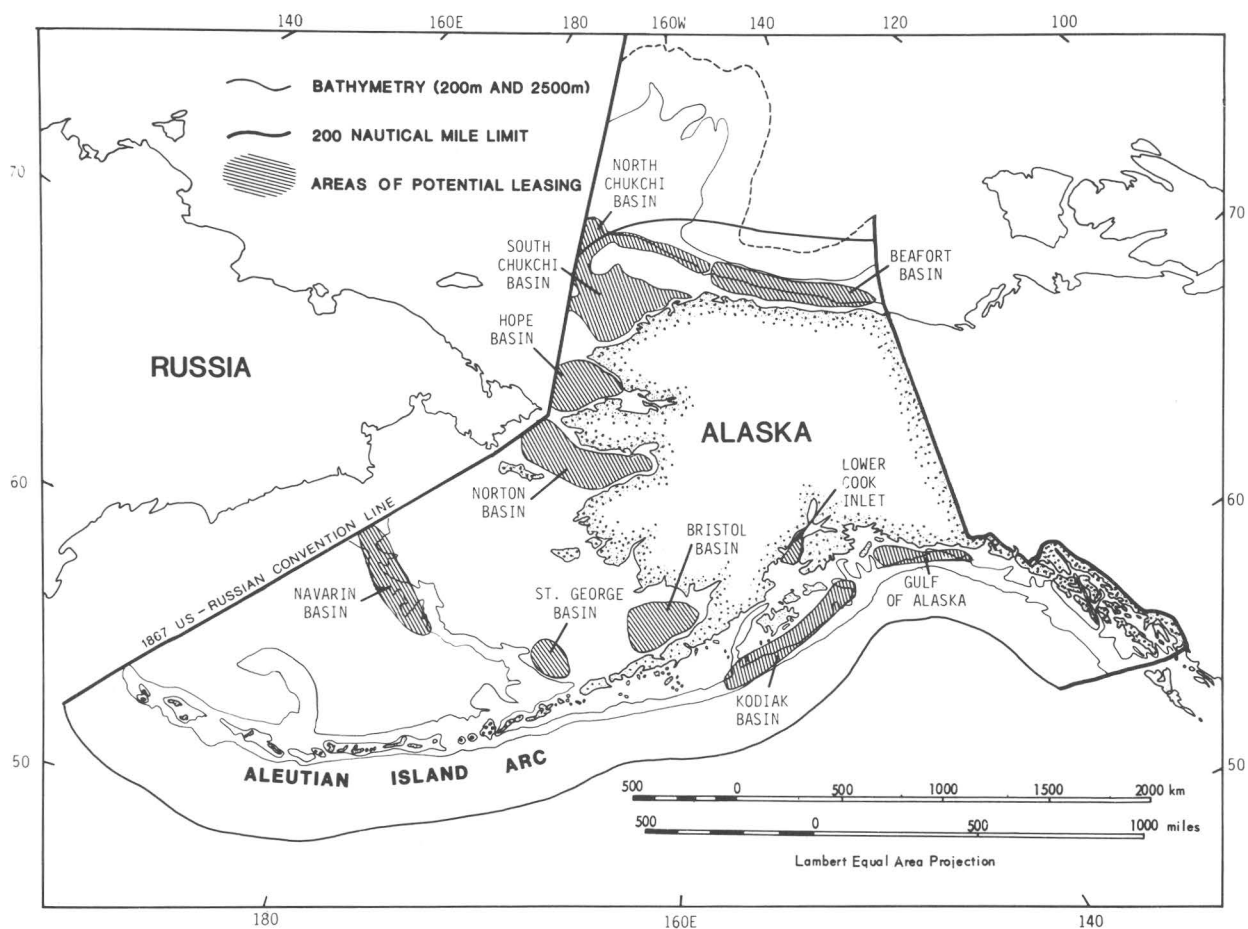 140 160E 180 160W 140 120 100
BATHYMETRY (200m AND 2500m)
200 NAUTICAL MILE LIMIT
AREAS OF POTENTIAL LEASING
70
70
NORTH
CHUKCHI
BASIN
SOUTH
CHUKCHI
BASIN
BEAFORT
BASIN
HOPE
BASIN
RUSSIA
ALASKA
60
60
NORTON
BASIN
LOWER
COOK
INLET
1867 US-RUSSIAN CONVENTION LINE
NAVARIN
BASIN
BRISTOL
BASIN
ST. GEORGE
BASIN
GULF
OF ALASKA
KODIAK
BASIN
50
50
ALEUTIAN ISLAND ARC
500 0 500 1000 1500 2000 km
500 0 500 1000 miles
Lambert Equal Area Projection
180 160E 140